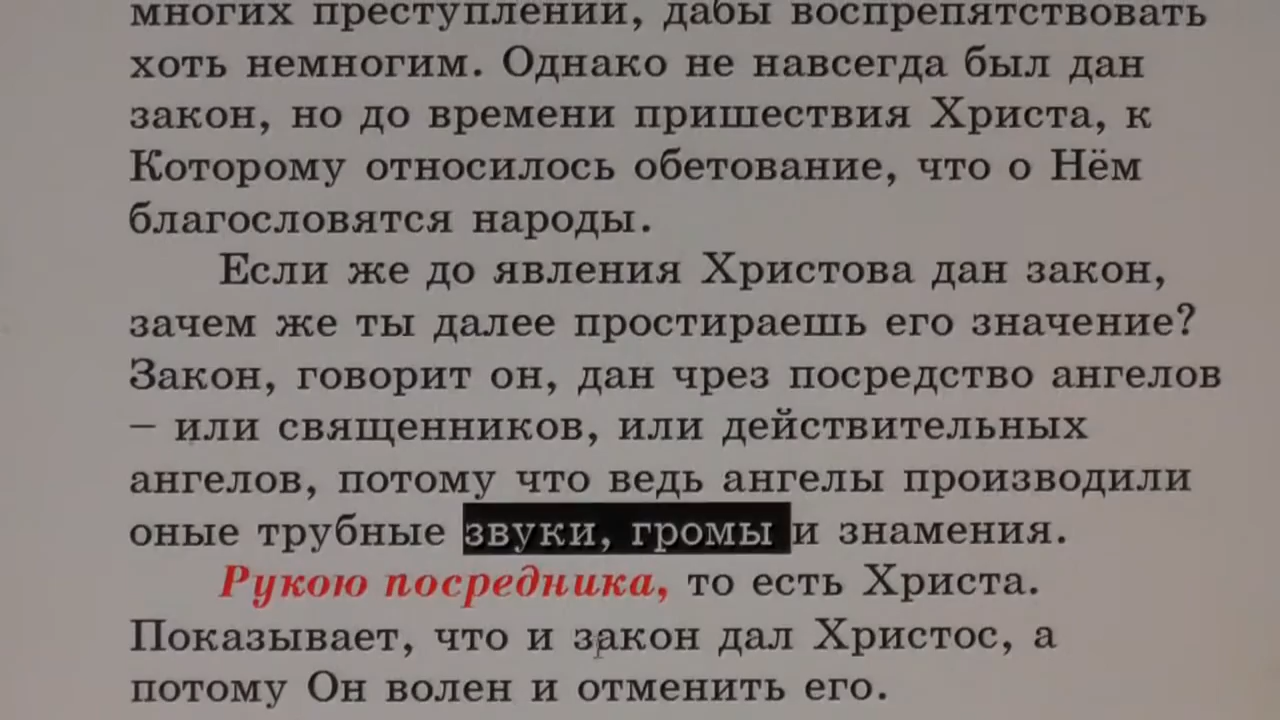 многих преступлений, дабы воспрепятствовать
хоть немногим. Однако не навсегда был дан
закон, но до времени пришествия Христа, к
Которому относилось обетование, что о Нём
благословятся народы.
Если же до явления Христова дан закон,
зачем же ты далее простираешь его значение?
Закон, говорит он, дан чрез посредство ангелов
– или священников, или действительных
ангелов, потому что ведь ангелы производили
оные трубные звуки, громы и знамения.
Рукою посредника, то есть Христа.
Показывает, что и закон дал Христос, а
потому Он волен и отменить его.